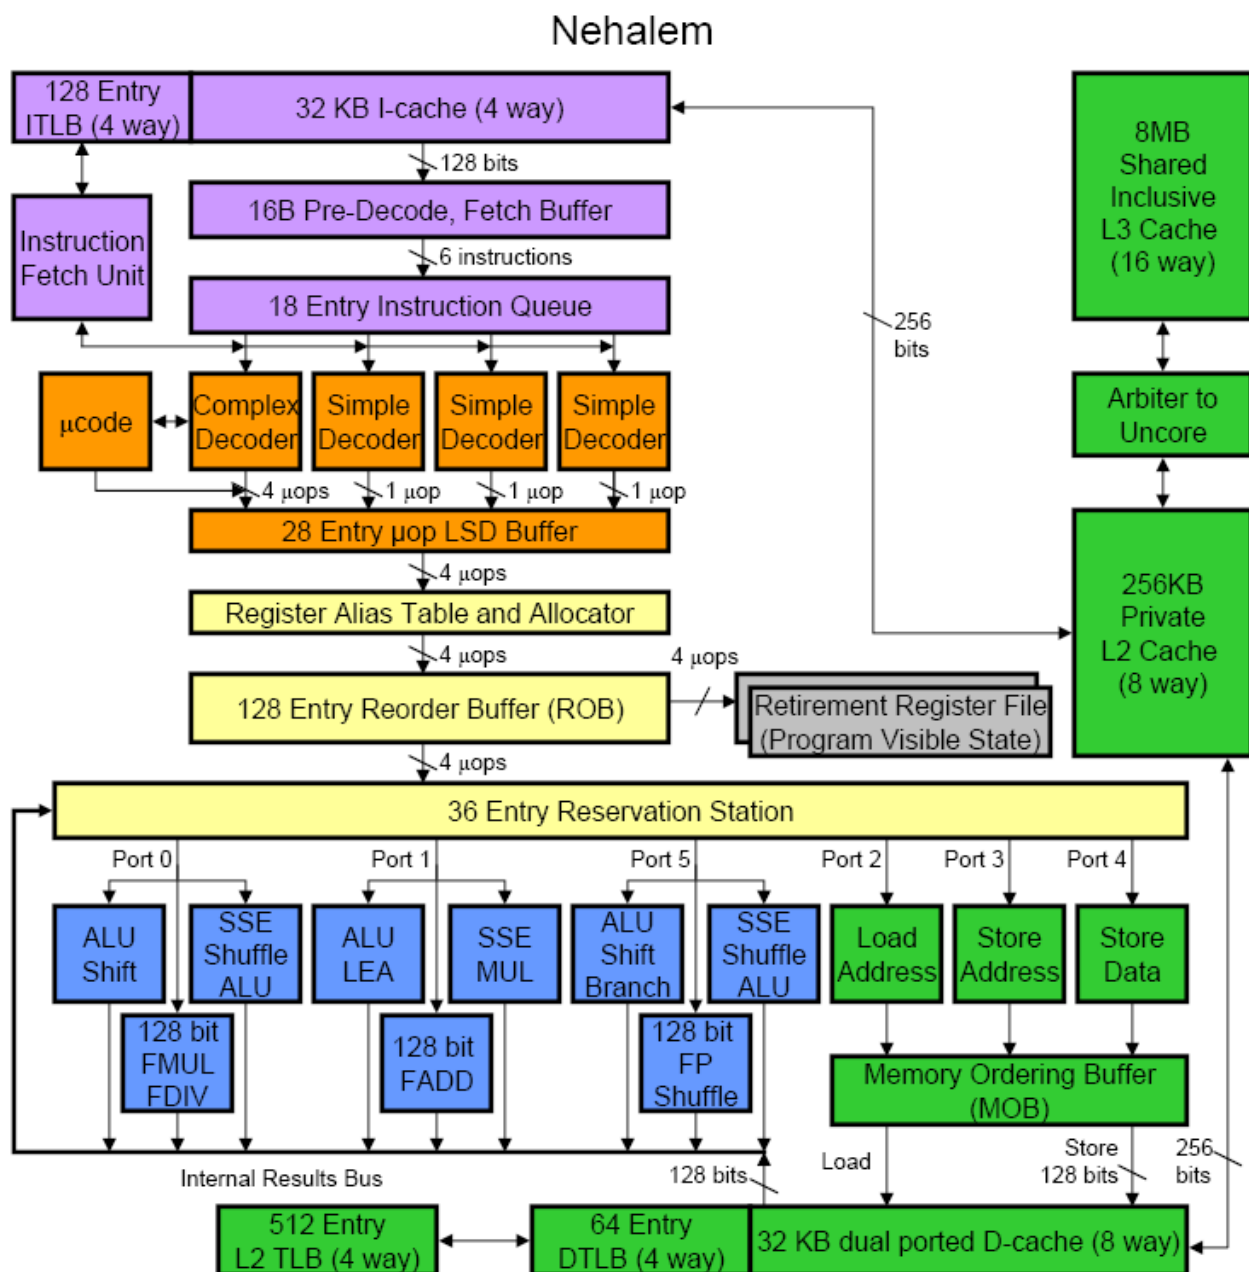 Nehalem
128 Entry
ITLB (4 way)
32 KB I-cache (4 way)
8MB
Shared
Inclusive
L3 Cache
(16 way)
128 bits
16B Pre-Decode, Fetch Buffer
Instruction
Fetch Unit
6 instructions
18 Entry Instruction Queue
256
bits
µcode
Complex
Decoder
Simple
Decoder
Simple
Decoder
Simple
Decoder
Arbiter to
Uncore
4 µops
1 µop
1 µop
1 µop
28 Entry µop LSD Buffer
4 µops
Register Alias Table and Allocator
256KB
Private
L2 Cache
(8 way)
4 µops
4 µops
128 Entry Reorder Buffer (ROB)
Retirement Register File
(Program Visible State)
4 µops
36 Entry Reservation Station
Port 0
Port 1
Port 5
Port 2
Port 3
Port 4
ALU
Shift
SSE
Shuffle
ALU
ALU
LEA
SSE
MUL
ALU
Shift
Branch
SSE
Shuffle
ALU
Load
Address
Store
Address
Store
Data
128 bit
FMUL
FDIV
128 bit
FADD
128 bit
FP
Shuffle
Memory Ordering Buffer
(MOB)
Internal Results Bus
128 bits
Load
Store
128 bits
256
bits
512 Entry
L2 TLB (4 way)
64 Entry
DTLB (4 way)
32 KB dual ported D-cache (8 way)